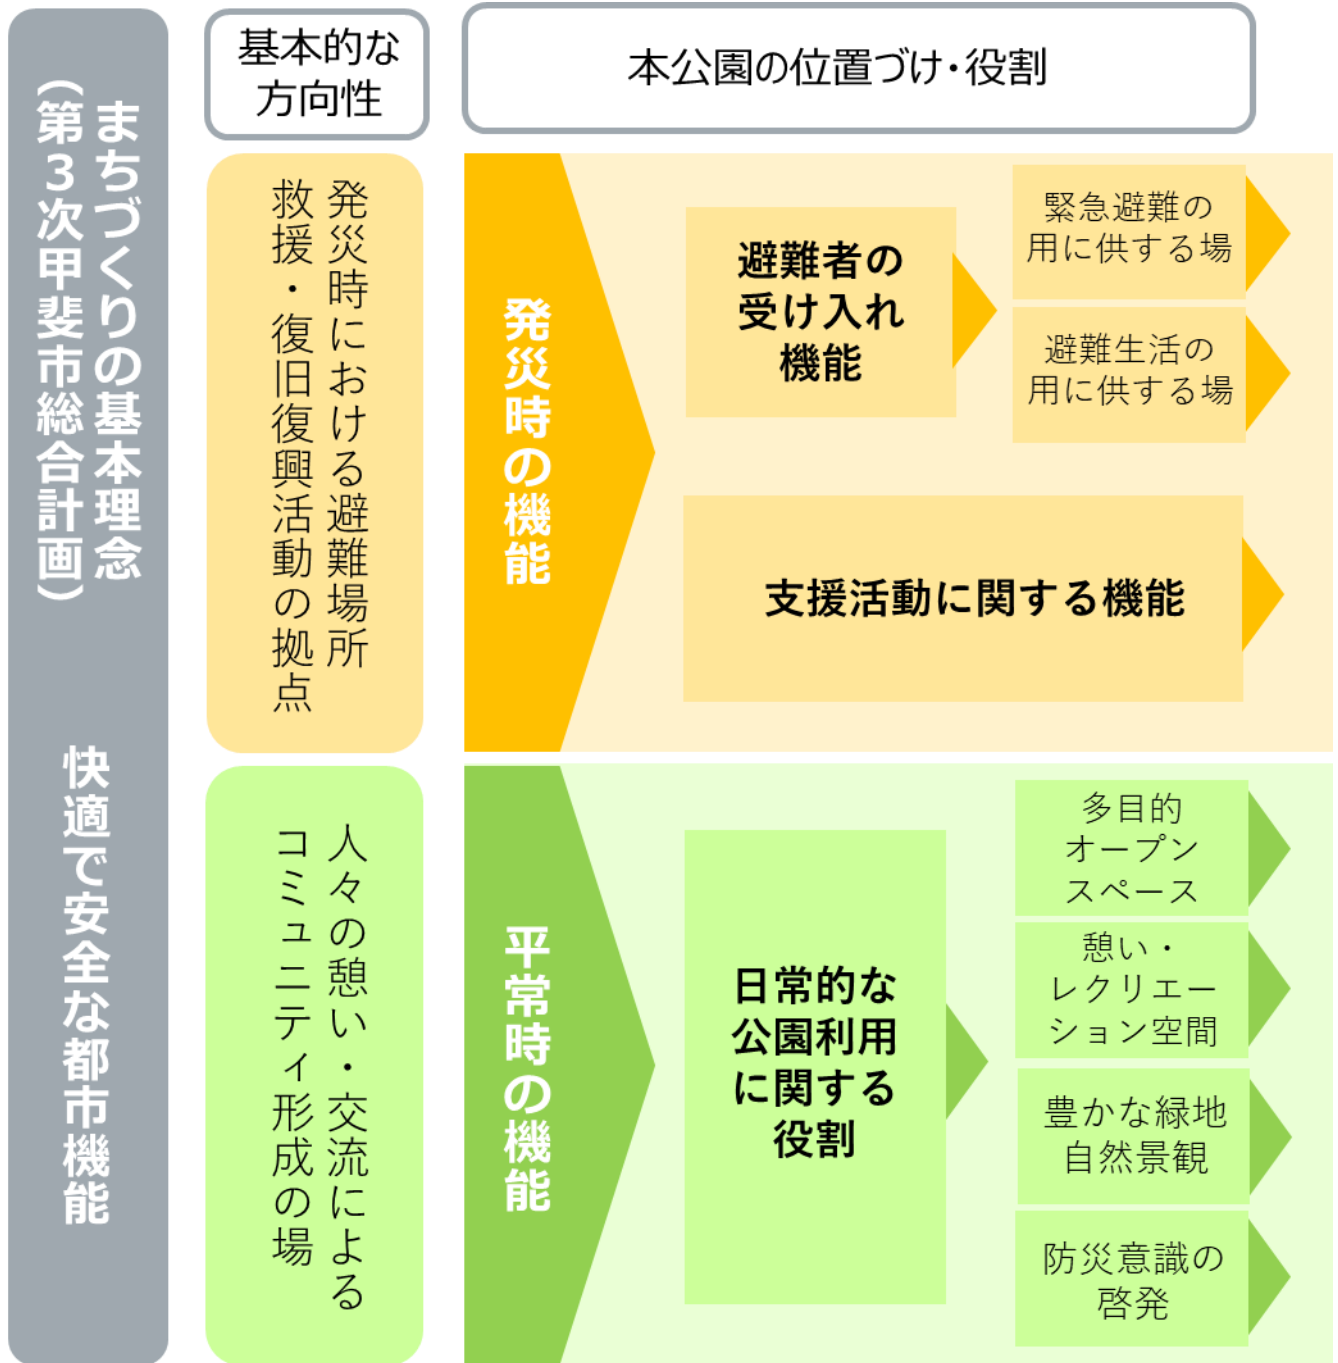 まちづくりの基本理念
(第3次甲斐市総合計画)
快適で安全な都市機能
基本的な
方向性
本公園の位置づけ・役割
発災時における避難場所
救援・復旧復興活動の拠点
発災時の機能
避難者の
受け入れ
機能
緊急避難の
用に供する場
避難生活の
用に供する場
支援活動に関する機能
人々の憩い・交流による
コミュニティ形成の場
平常時の機能
日常的な
公園利用
に関する
役割
多目的
オープン
スペース
憩い・
レクリエー
ション空間
豊かな緑地
自然景観
防災意識の
啓発